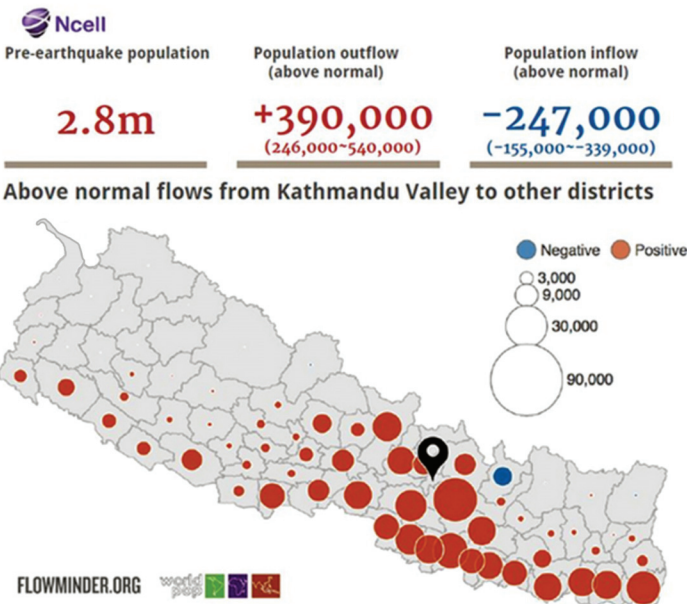 Ncell
Pre-earthquake population
2.8m
Population outflow
(above normal)
+390,000
(246,000~540,000)
Population inflow
(above normal)
−247,000
(−155,000~−339,000)
Above normal flows from Kathmandu Valley to other districts
Negative Positive
3,000
9,000
30,000
90,000
FLOWMINDER.ORG
world
pop